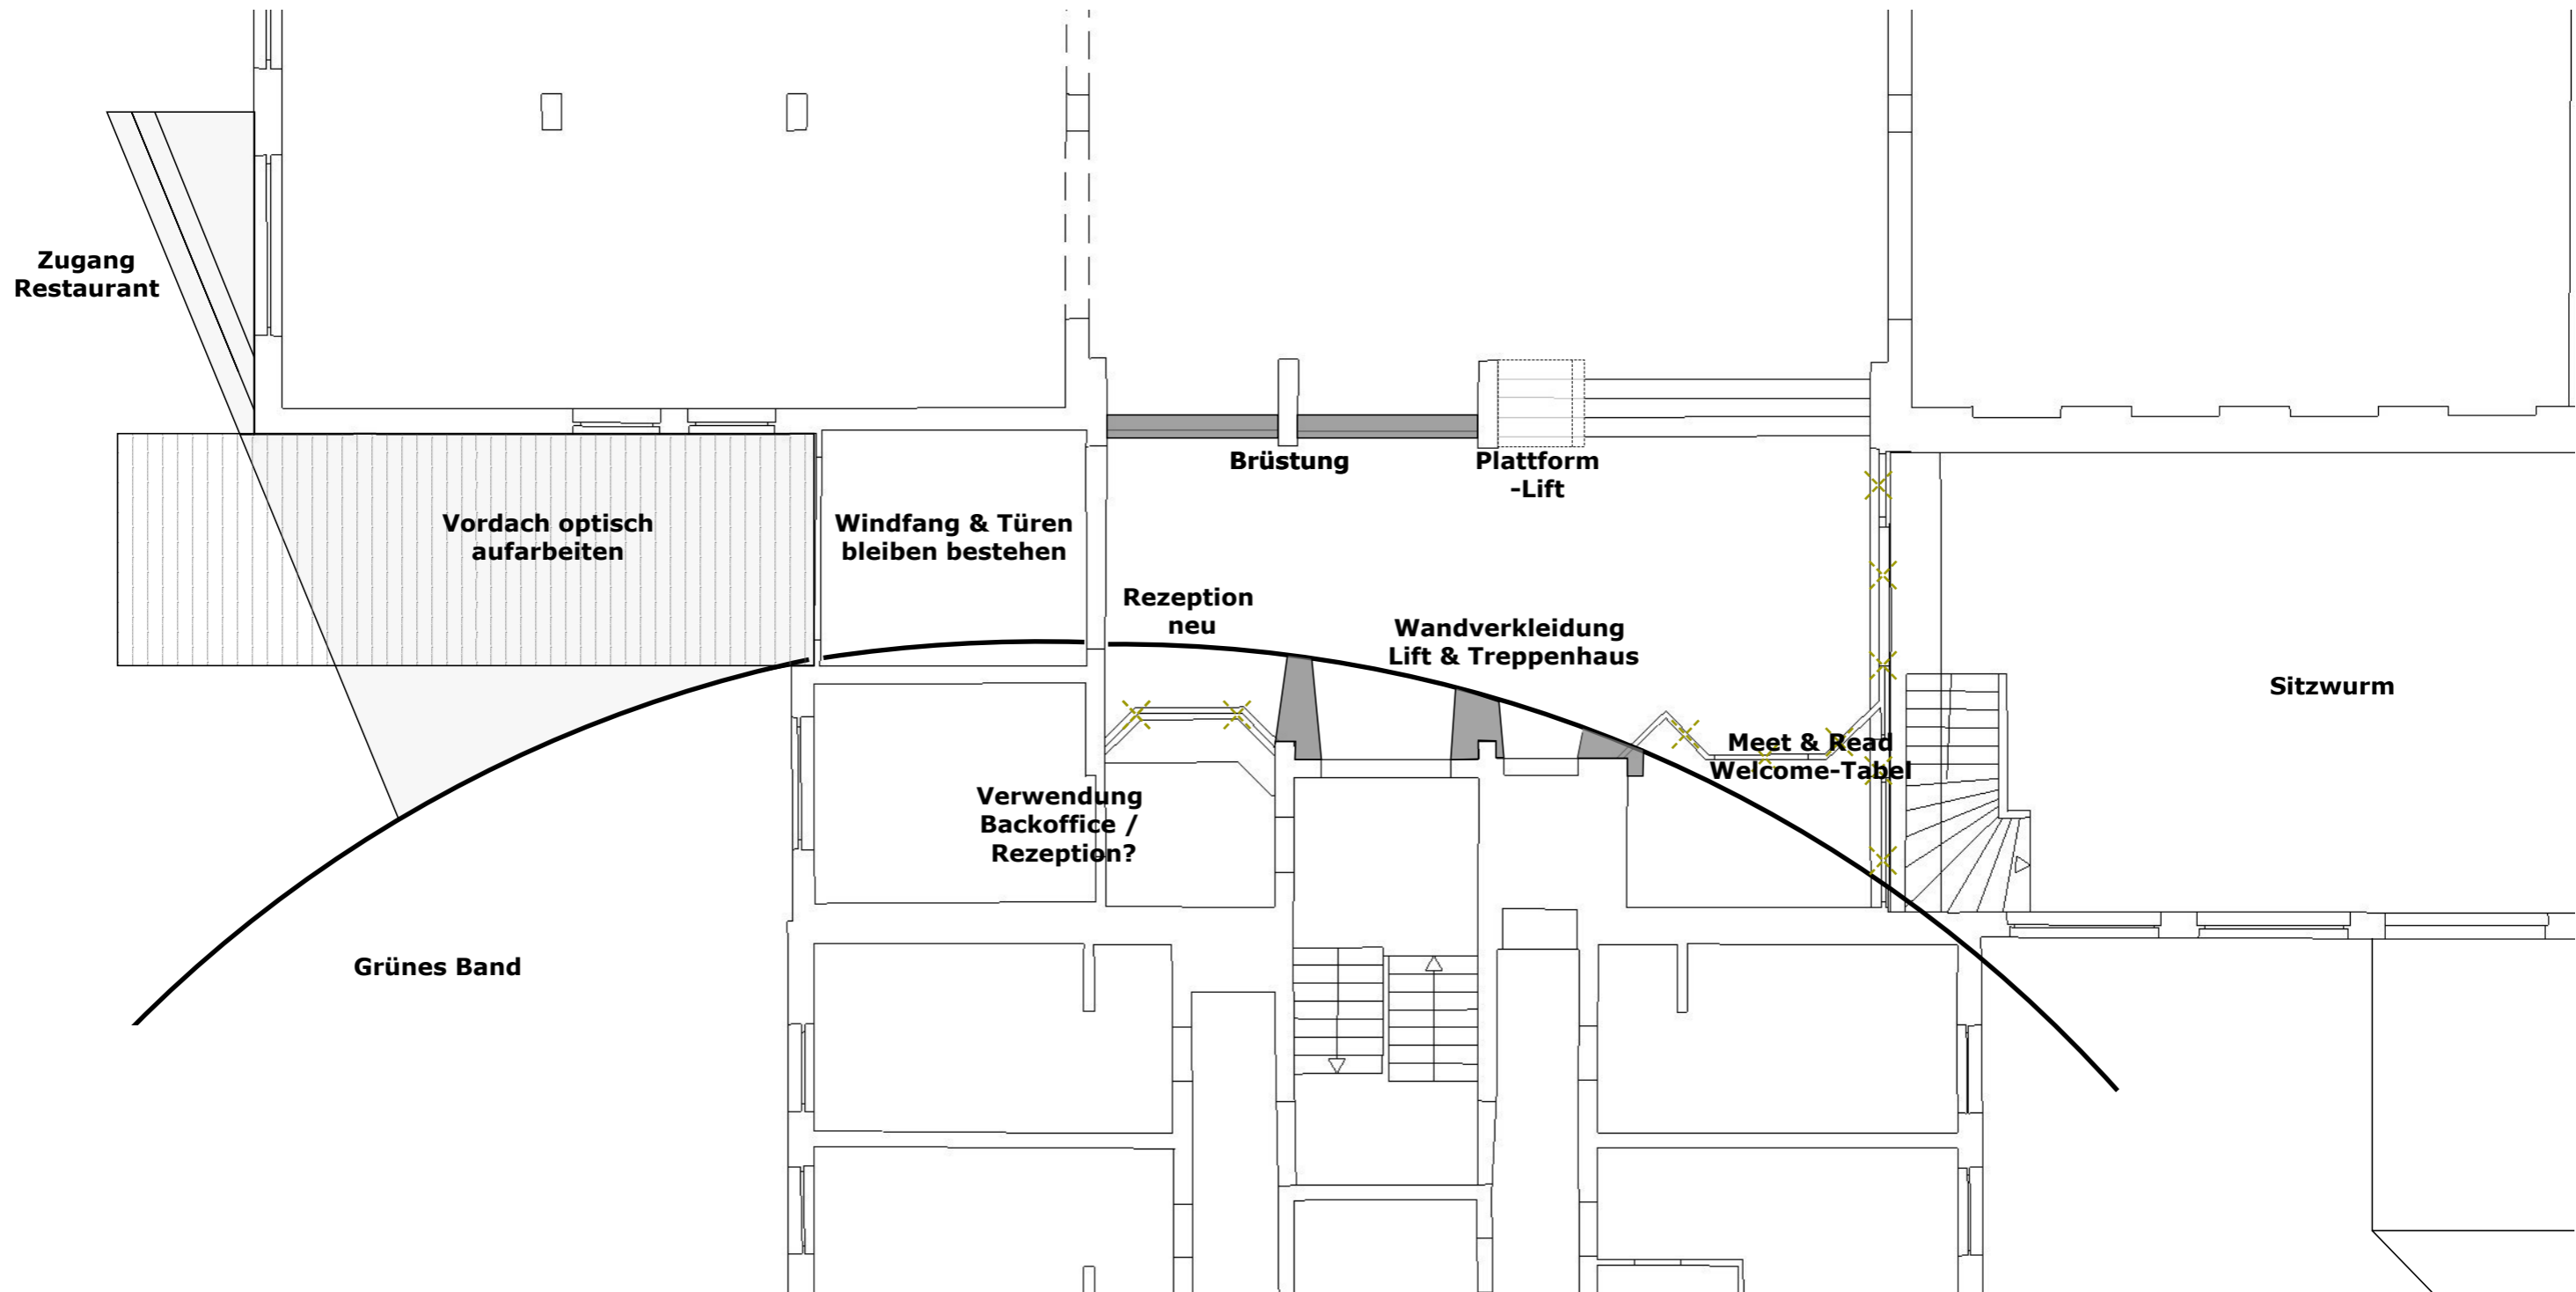 Zugang
Restaurant
Brüstung
Plattform
-Lift
Vordach optisch
aufarbeiten
Windfang & Türen
bleiben bestehen
Rezeption
neu
Wandverkleidung
Lift & Treppenhaus
Sitzwurm
Meet & Read
Welcome-Tabel
Verwendung
Backoffice /
Rezeption?
Grünes Band